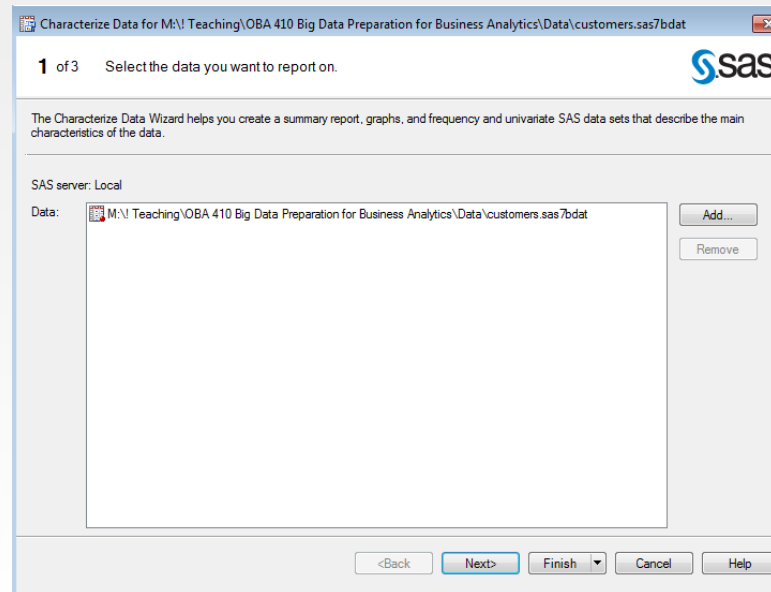 Characterize Data for M:\! Teaching\OBA 410 Big Data Preparation for Business Analytics\Data\customers.sas7bdat
1 of 3 Select the data you want to report on.
sas
The Characterize Data Wizard helps you create a summary report, graphs, and frequency and univariate SAS data sets that describe the main
characteristics of the data.
SAS server: Local
Data:
M:\! Teaching\OBA 410 Big Data Preparation for Business Analytics\Data\customers.sas7bdat
Add...
Remove
<Back Next> Finish Cancel Help